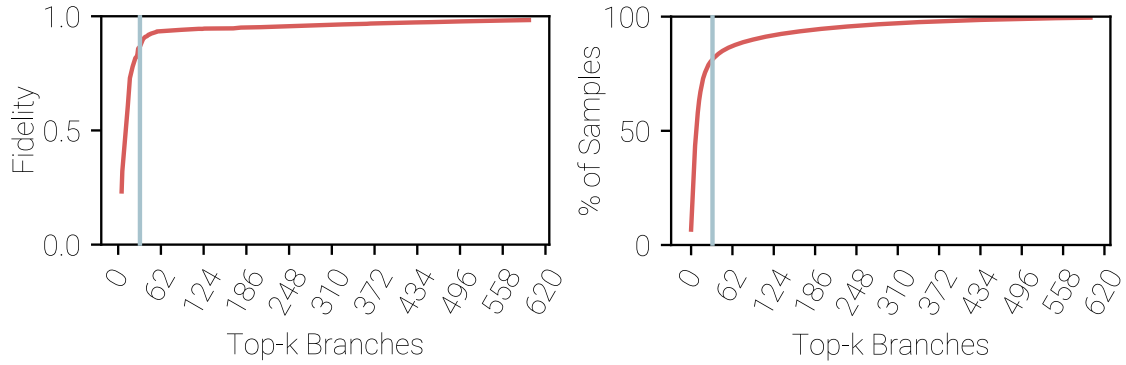 Fidelity
1.0
0.5
0.0
0 62 124 186 248 310 372 434 496 558 620
Top-k Branches
% of Samples
100
50
0
0 62 124 186 248 310 372 434 496 558 620
Top-k Branches